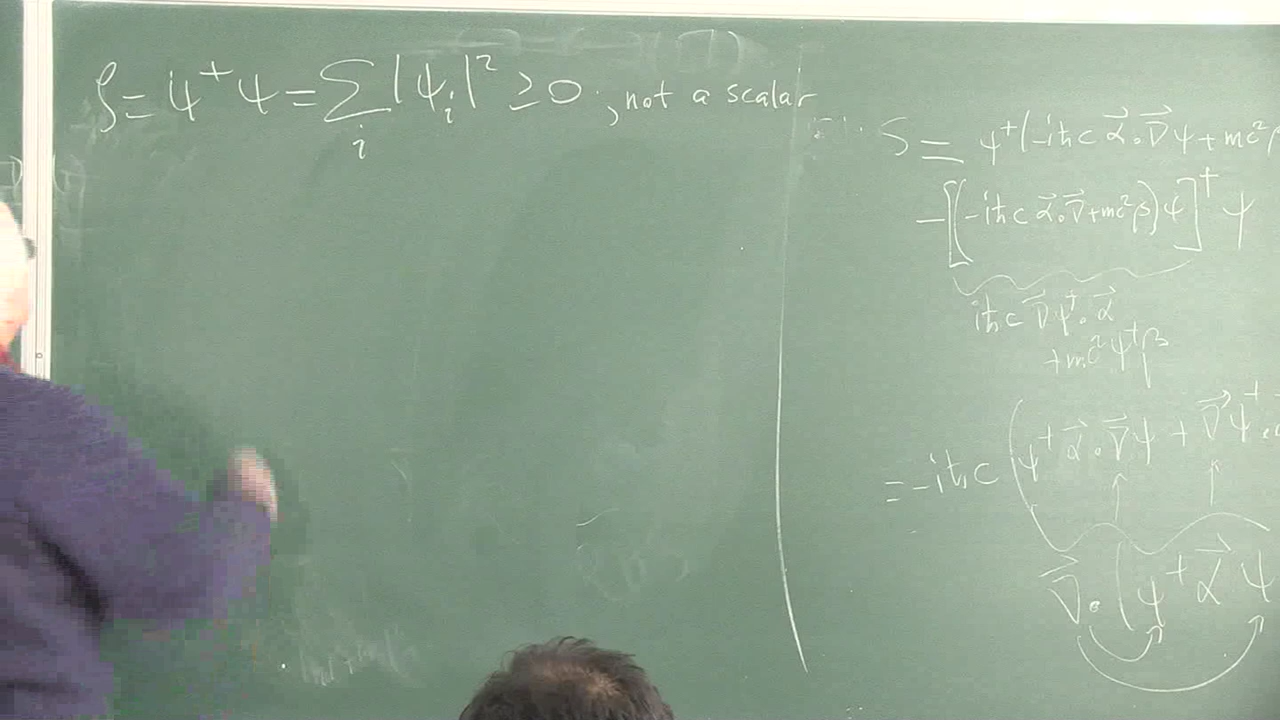 ρ = ψ⁺ψ = ∑ᵢ |ψᵢ|² ≥ 0 , not a scalar
S = ψ⁺(-iħc α⃗·∇⃗ψ + mc²β
-[(-iħc α⃗·∇⃗ + mc²β)ψ]⁺ ψ
iħc ∇⃗ψ⁺·α⃗
+mc²ψ⁺β
= -iħc (ψ⁺α⃗·∇⃗ψ + ∇⃗ψ⁺·
∇⃗·(ψ⁺α⃗ψ